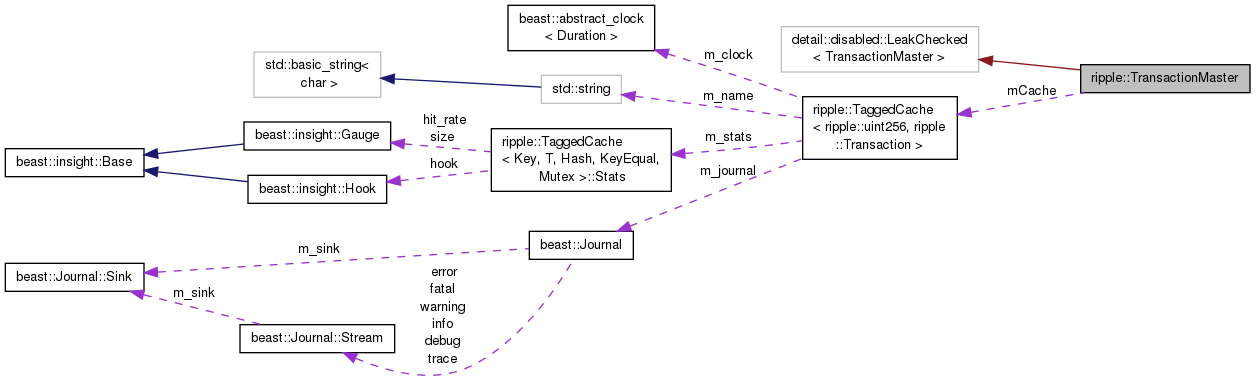 beast::abstract_clock
< Duration >
detail::disabled::LeakChecked
< TransactionMaster >
m_clock
std::basic_string<
char >
ripple::TransactionMaster
std::string
m_name
mCache
ripple::TaggedCache
< ripple::uint256, ripple
::Transaction >
hit_rate
size
beast::insight::Gauge
m_stats
ripple::TaggedCache
< Key, T, Hash, KeyEqual,
Mutex >::Stats
beast::insight::Base
hook
m_journal
beast::insight::Hook
beast::Journal
m_sink
beast::Journal::Sink
error
fatal
warning
info
debug
trace
m_sink
beast::Journal::Stream